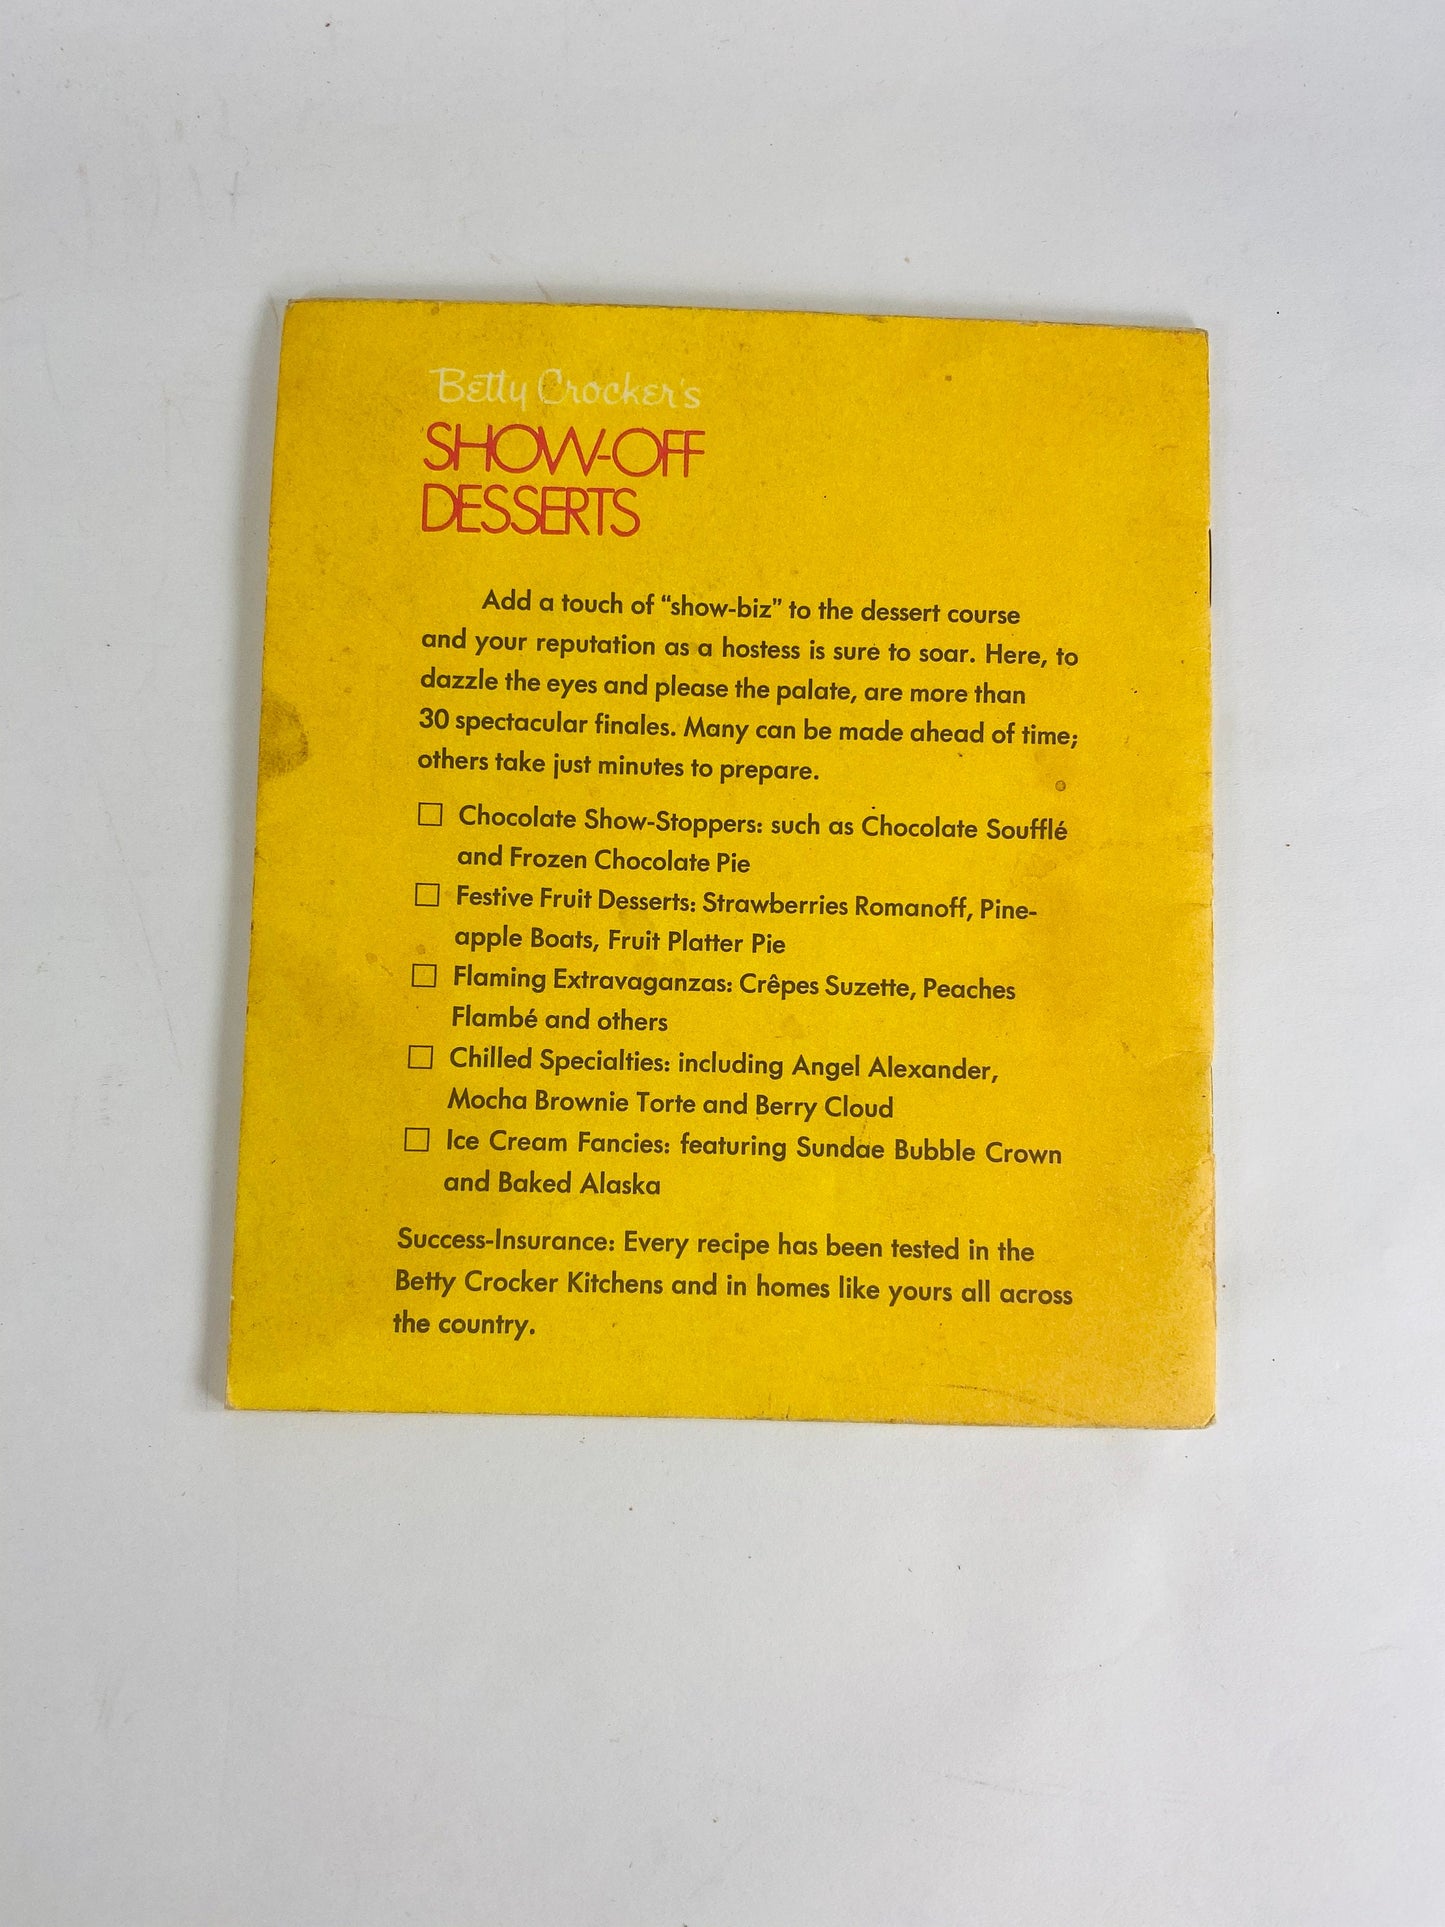 Betty Crocker's
SHOW-OFF
DESSERTS
Add a touch of “show-biz” to the dessert course
and your reputation as a hostess is sure to soar. Here, to
dazzle the eyes and please the palate, are more than
30 spectacular finales. Many can be made ahead of time;
others take just minutes to prepare.
Chocolate Show-Stoppers: such as Chocolate Soufflé
and Frozen Chocolate Pie
Festive Fruit Desserts: Strawberries Romanoff, Pine-
apple Boats, Fruit Platter Pie
Flaming Extravaganzas: Crêpes Suzette, Peaches
Flambé and others
Chilled Specialties: including Angel Alexander,
Mocha Brownie Torte and Berry Cloud
Ice Cream Fancies: featuring Sundae Bubble Crown
and Baked Alaska
Success-Insurance: Every recipe has been tested in the
Betty Crocker Kitchens and in homes like yours all across
the country.